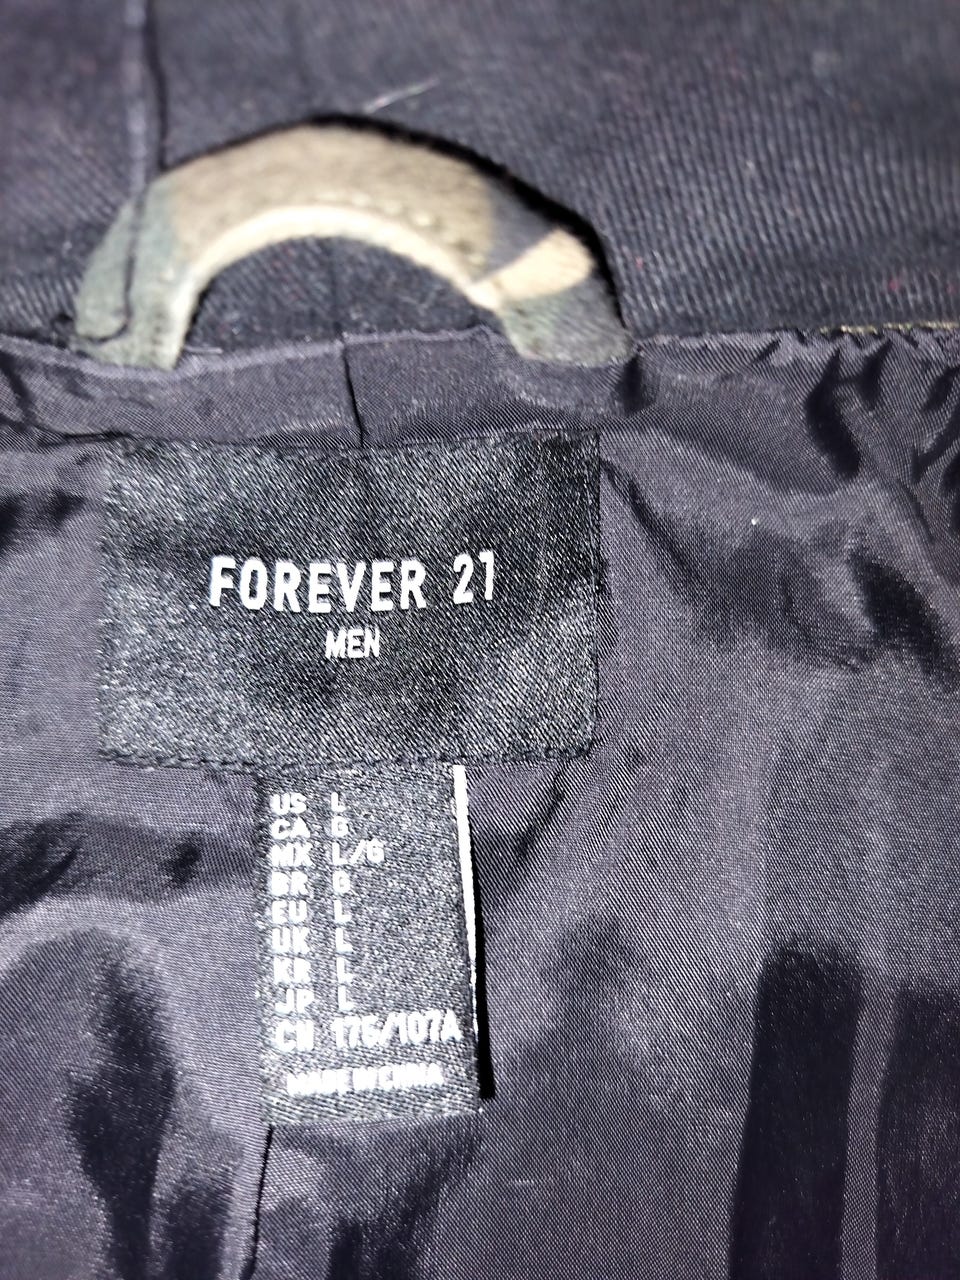 FOREVER 21
MEN
US L
CA G
MX L/G
BR G
EU L
UK L
KR L
JP L
CN 175/107A
MADE IN CHINA